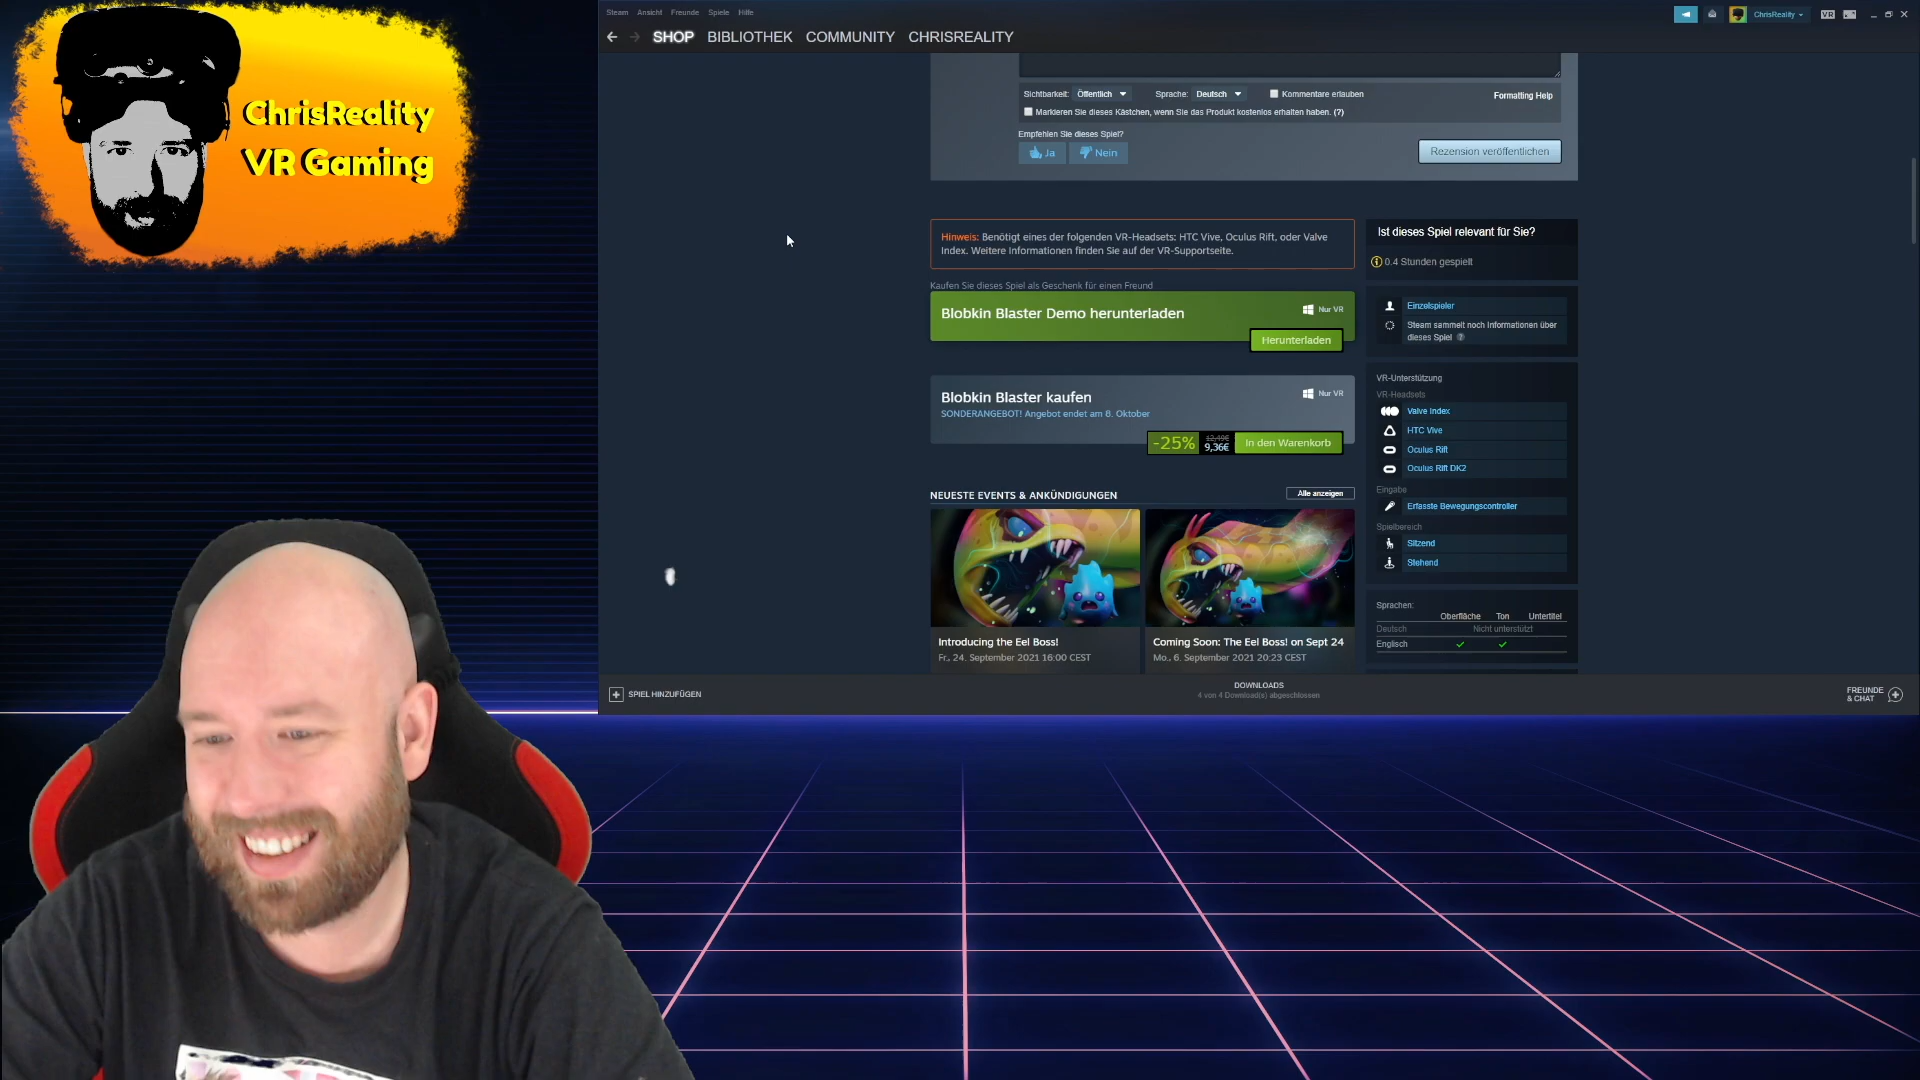 ChrisReality
VR Gaming
Steam Ansicht Freunde Spiele Hilfe
ChrisReality
VR
SHOP BIBLIOTHEK COMMUNITY CHRISREALITY
Sichtbarkeit: Öffentlich Sprache: Deutsch Kommentare erlauben Formatting Help
Markieren Sie dieses Kästchen, wenn Sie das Produkt kostenlos erhalten haben. (?)
Empfehlen Sie dieses Spiel?
Ja Nein Rezension veröffentlichen
Hinweis: Benötigt eines der folgenden VR-Headsets: HTC Vive, Oculus Rift, oder Valve
Index. Weitere Informationen finden Sie auf der VR-Supportseite.
Kaufen Sie dieses Spiel als Geschenk für einen Freund
Blobkin Blaster Demo herunterladen Nur VR
Herunterladen
Blobkin Blaster kaufen Nur VR
SONDERANGEBOT! Angebot endet am 8. Oktober
-25% 12,49€ 9,36€ In den Warenkorb
NEUESTE EVENTS & ANKÜNDIGUNGEN Alle anzeigen
Introducing the Eel Boss!
Fr., 24. September 2021 16:00 CEST
Coming Soon: The Eel Boss! on Sept 24
Mo., 6. September 2021 20:23 CEST
Ist dieses Spiel relevant für Sie?
0.4 Stunden gespielt
Einzelspieler
Steam sammelt noch Informationen über
dieses Spiel ?
VR-Unterstützung
VR-Headsets
Valve Index
HTC Vive
Oculus Rift
Oculus Rift DK2
Eingabe
Erfasste Bewegungscontroller
Spielbereich
Sitzend
Stehend
Sprachen:
Oberfläche Ton Untertitel
Deutsch Nicht unterstützt
Englisch ✓ ✓
SPIEL HINZUFÜGEN
DOWNLOADS
4 von 4 Download(s) abgeschlossen
FREUNDE
& CHAT